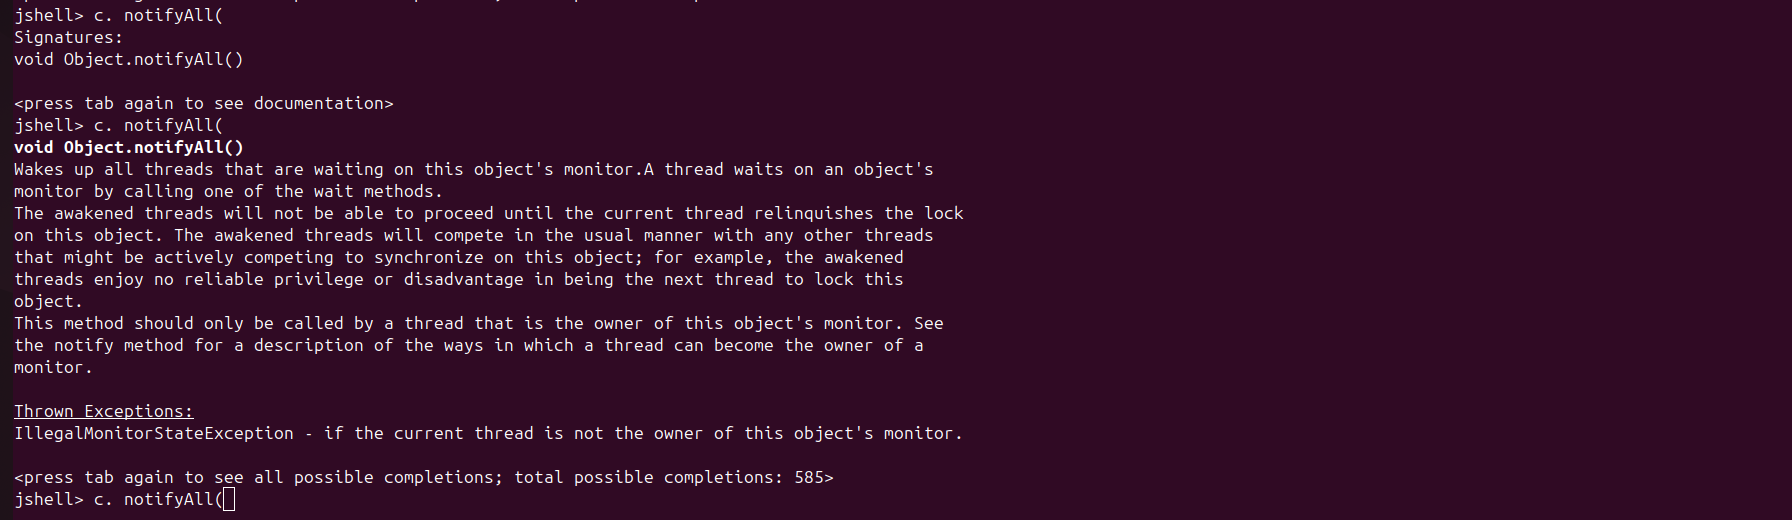 jshell> c. notifyAll(
Signatures:
void Object.notifyAll()
<press tab again to see documentation>
jshell> c. notifyAll(
void Object.notifyAll()
Wakes up all threads that are waiting on this object's monitor.A thread waits on an object's
monitor by calling one of the wait methods.
The awakened threads will not be able to proceed until the current thread relinquishes the lock
on this object. The awakened threads will compete in the usual manner with any other threads
that might be actively competing to synchronize on this object; for example, the awakened
threads enjoy no reliable privilege or disadvantage in being the next thread to lock this
object.
This method should only be called by a thread that is the owner of this object's monitor. See
the notify method for a description of the ways in which a thread can become the owner of a
monitor.
Thrown Exceptions:
IllegalMonitorStateException - if the current thread is not the owner of this object's monitor.
<press tab again to see all possible completions; total possible completions: 585>
jshell> c. notifyAll(